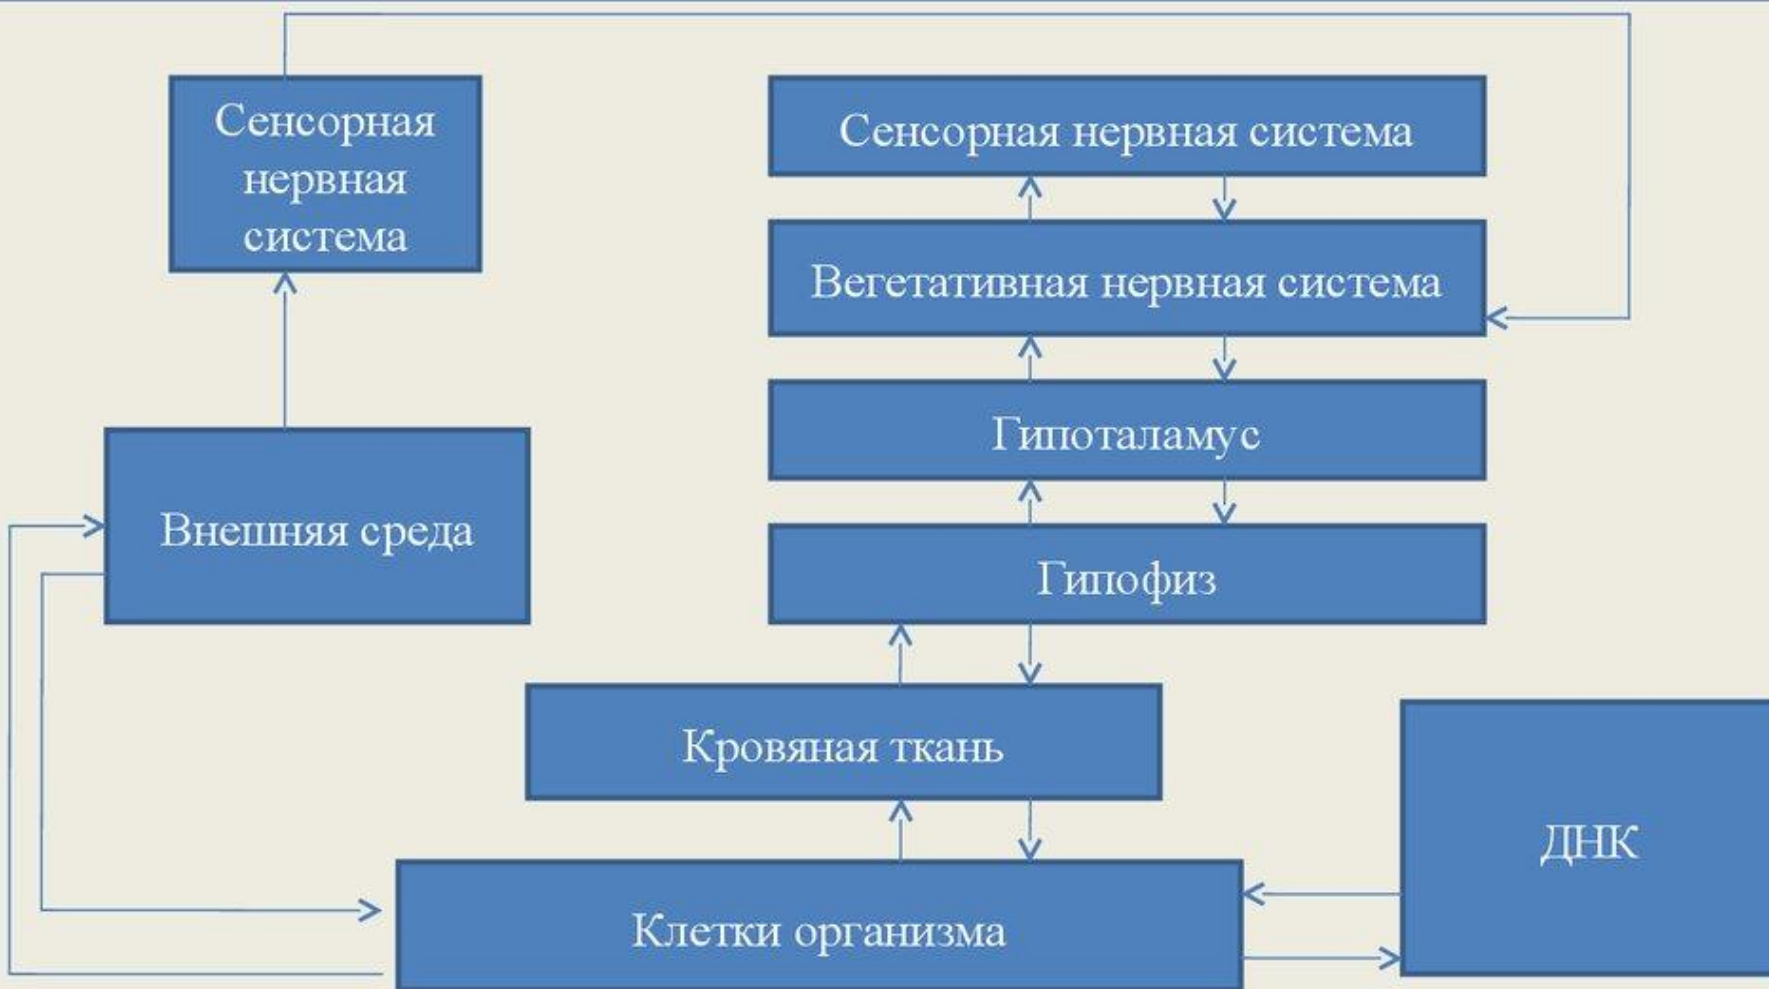 Сенсорная
нервная
система
Сенсорная нервная система
Вегетативная нервная система
Гипоталамус
Внешняя среда
Гипофиз
Кровяная ткань
ДНК
Клетки организма